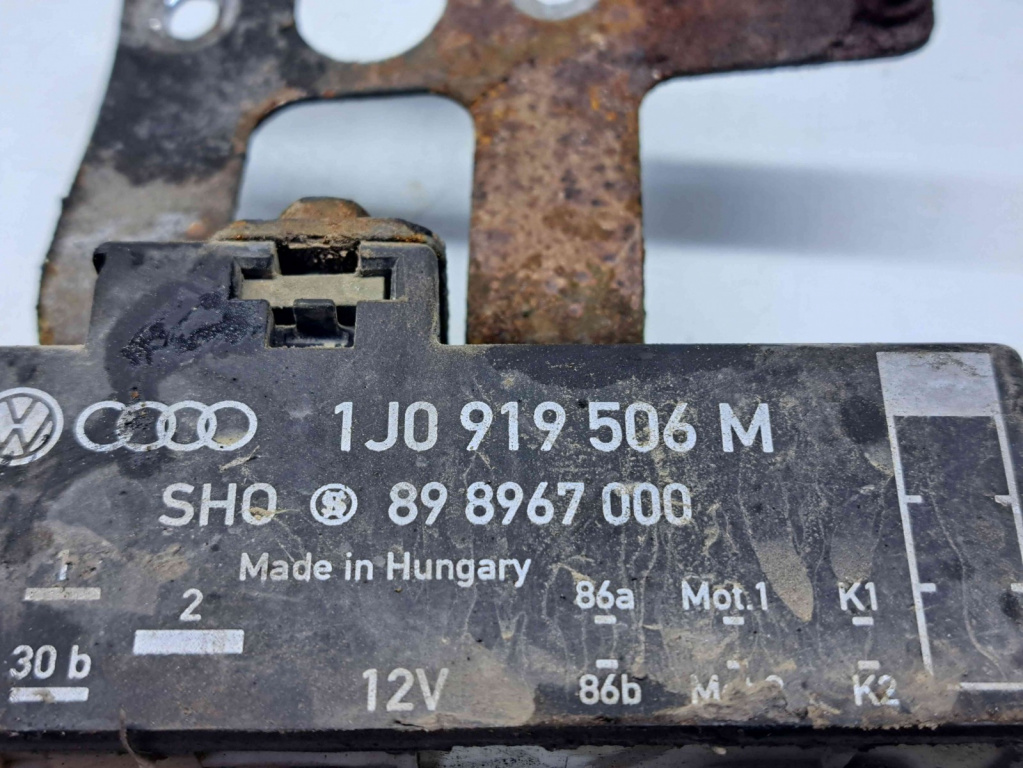 1J0 919 506 M
SHO 89 8967 000
Made in Hungary
1
2
86a Mot.1 K1
30 b
12V
86b K2